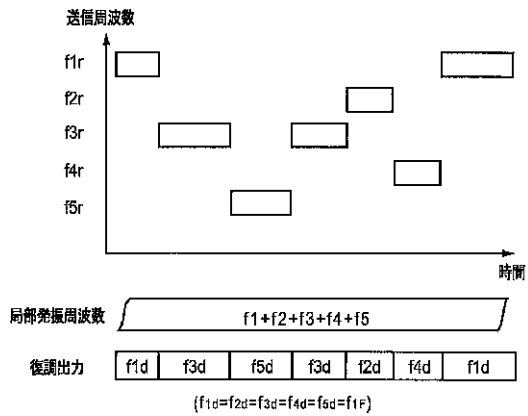 送信周波数
f1r
f2r
f3r
f4r
f5r
時間
局部発振周波数 f1+f2+f3+f4+f5
復調出力 f1d f3d f5d f3d f2d f4d f1d
(f1d=f2d=f3d=f4d=f5d=f1F)